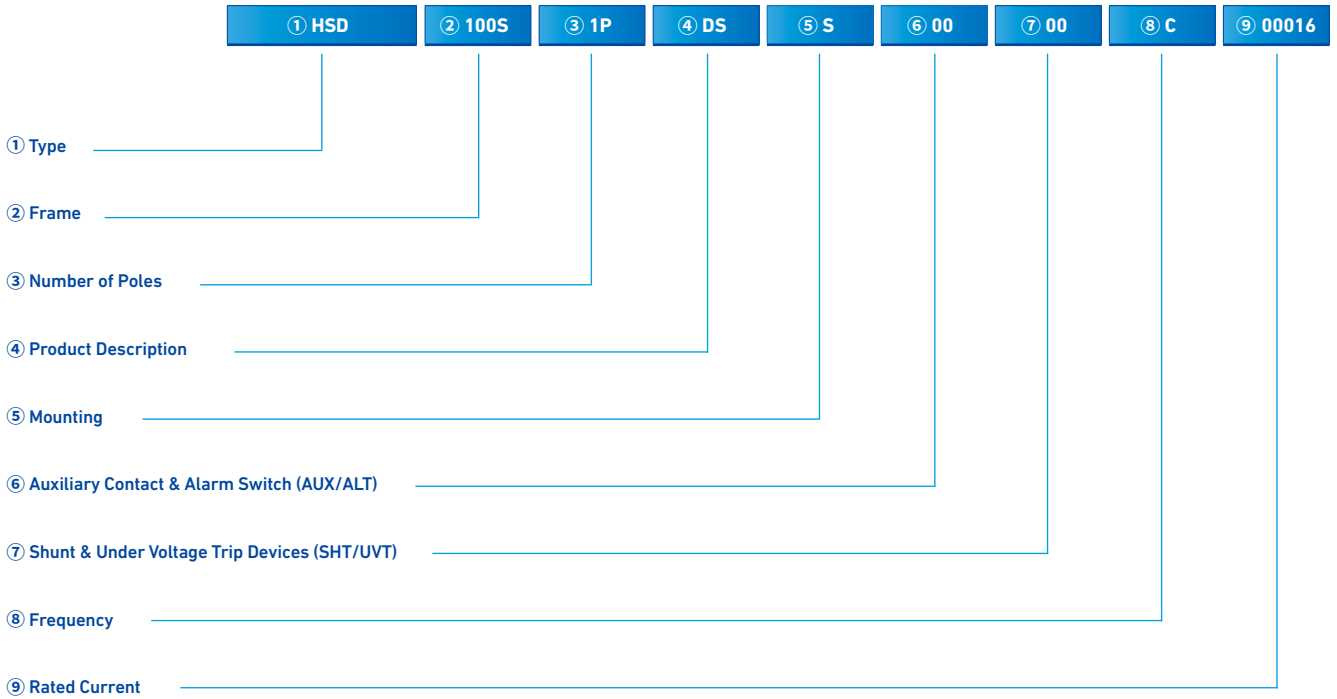 ① HSD ② 100S ③ 1P ④ DS ⑤ S ⑥ 00 ⑦ 00 ⑧ C ⑨ 00016
① Type
② Frame
③ Number of Poles
④ Product Description
⑤ Mounting
⑥ Auxiliary Contact & Alarm Switch (AUX/ALT)
⑦ Shunt & Under Voltage Trip Devices (SHT/UVT)
⑧ Frequency
⑨ Rated Current